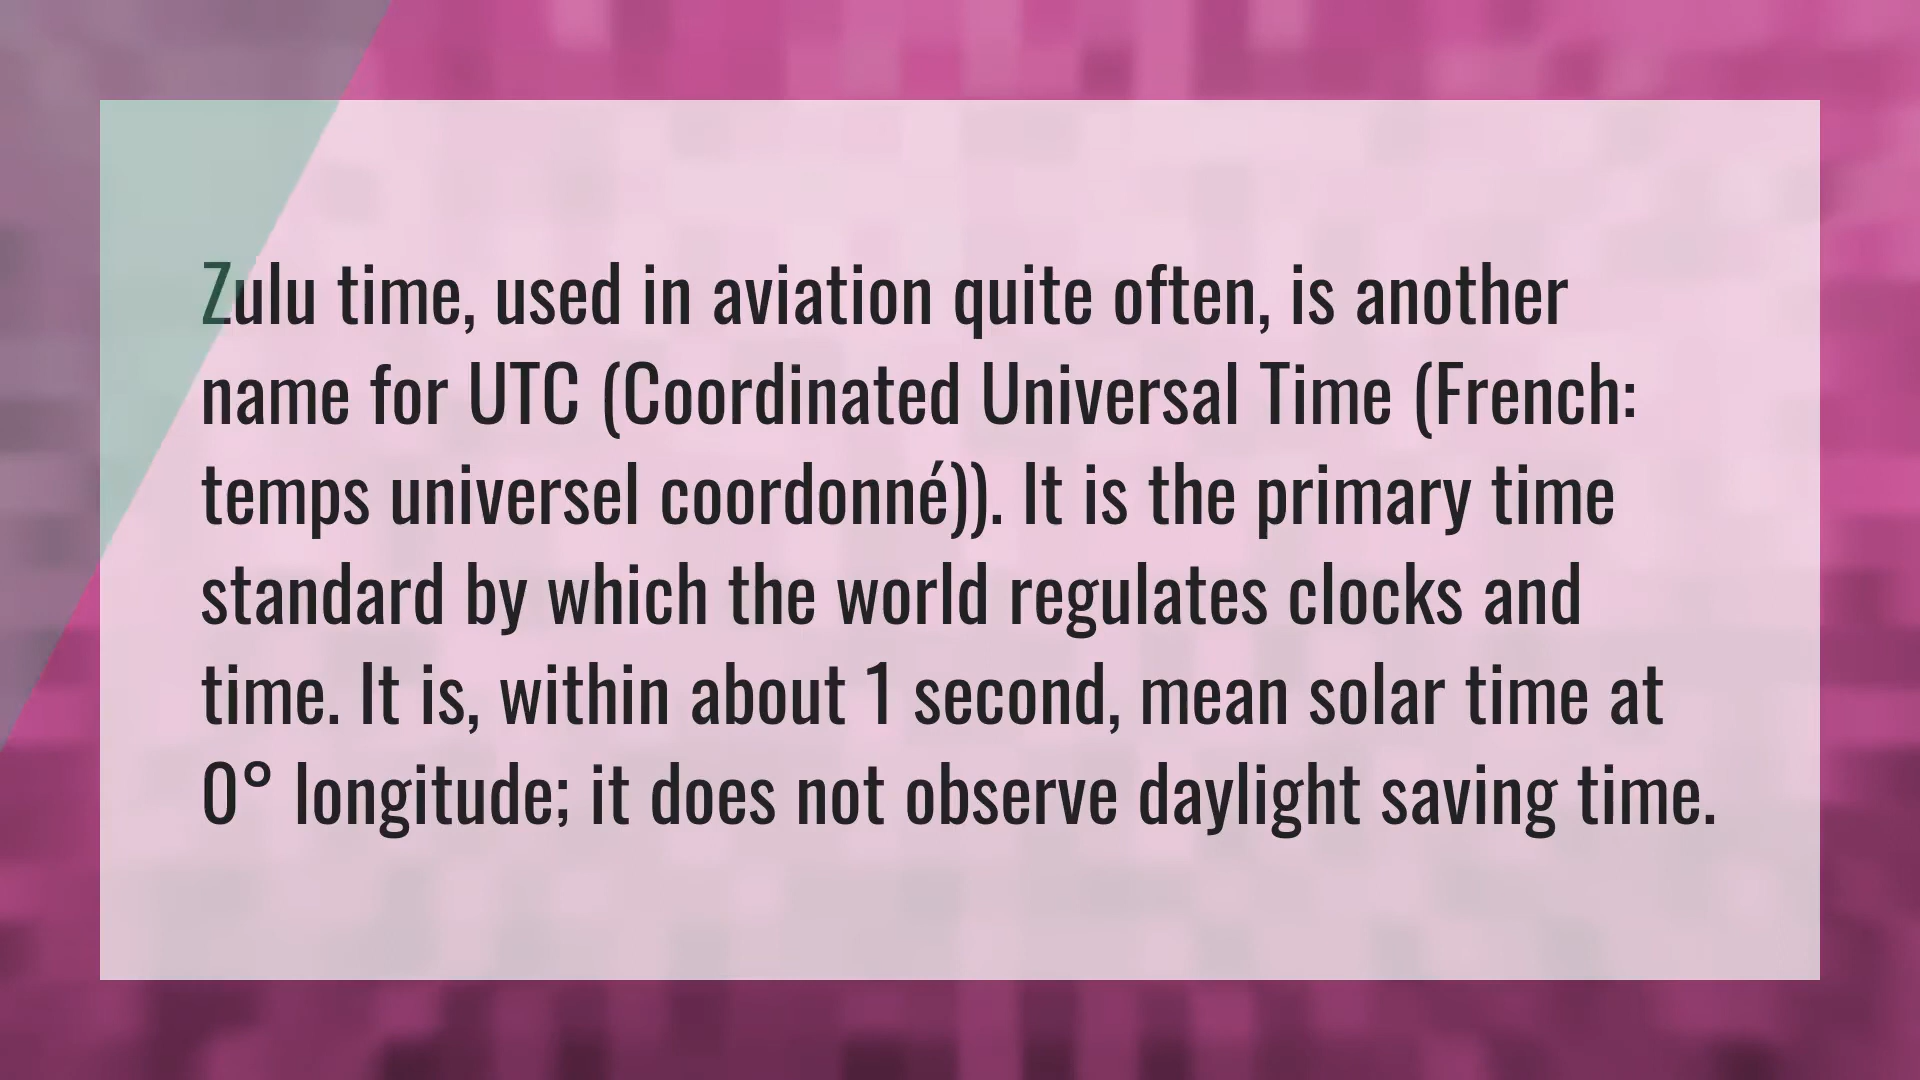 Zulu time, used in aviation quite often, is another
name for UTC (Coordinated Universal Time (French:
temps universel coordonné)). It is the primary time
standard by which the world regulates clocks and
time. It is, within about 1 second, mean solar time at
0° longitude; it does not observe daylight saving time.